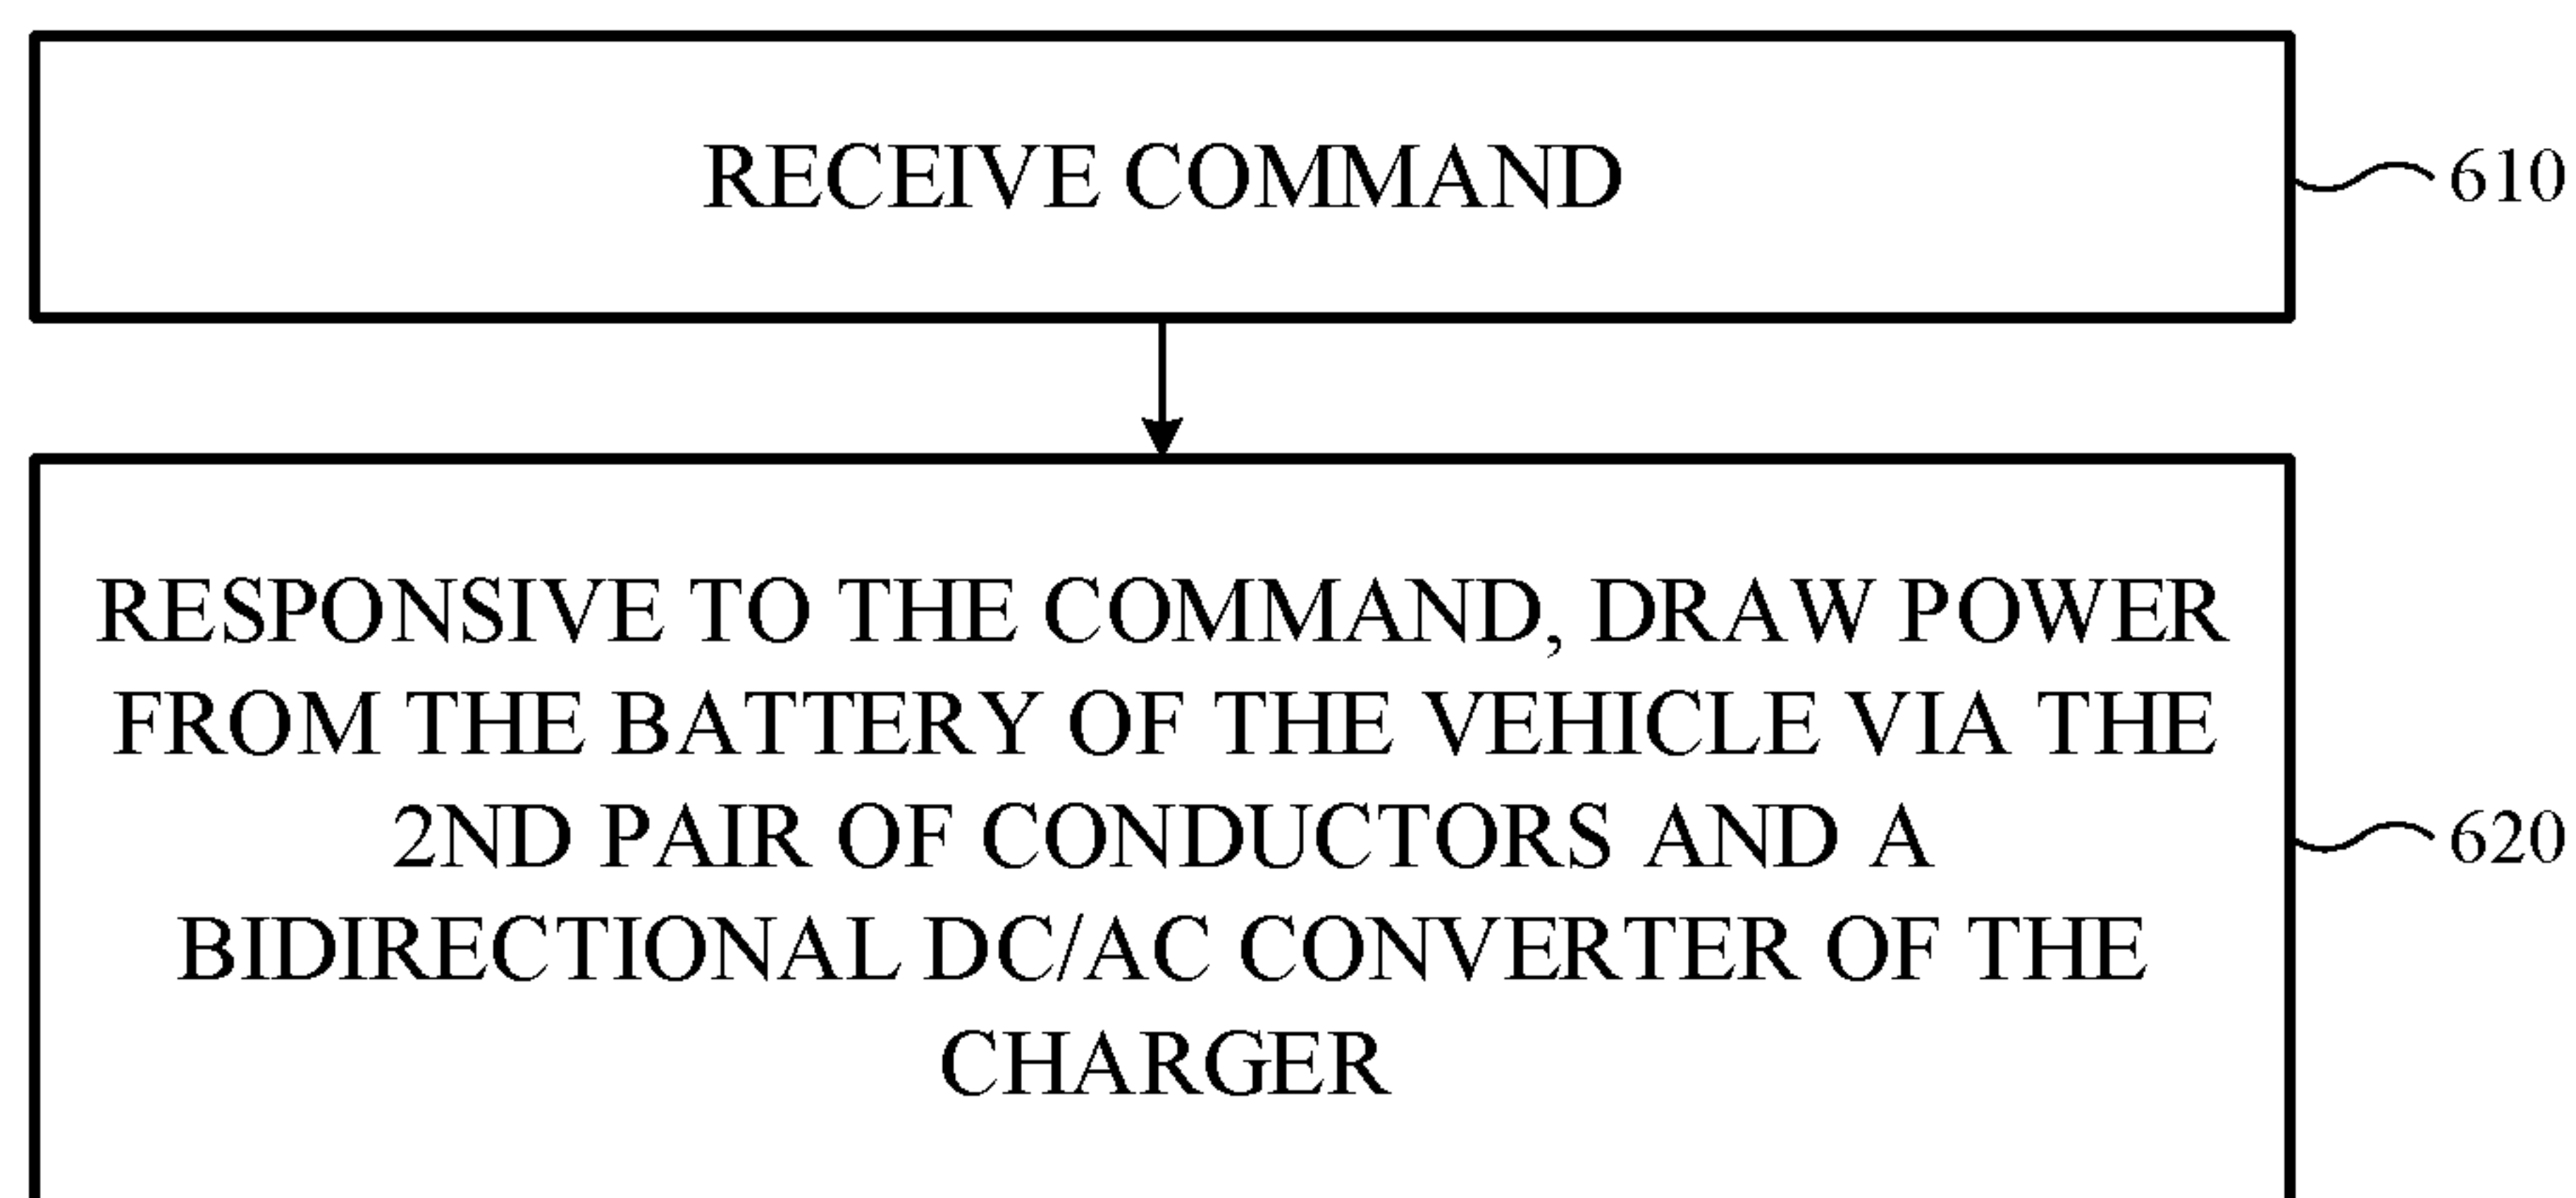 RECEIVE COMMAND
610
RESPONSIVE TO THE COMMAND, DRAW POWER
FROM THE BATTERY OF THE VEHICLE VIA THE
2ND PAIR OF CONDUCTORS AND A
BIDIRECTIONAL DC/AC CONVERTER OF THE
CHARGER
620